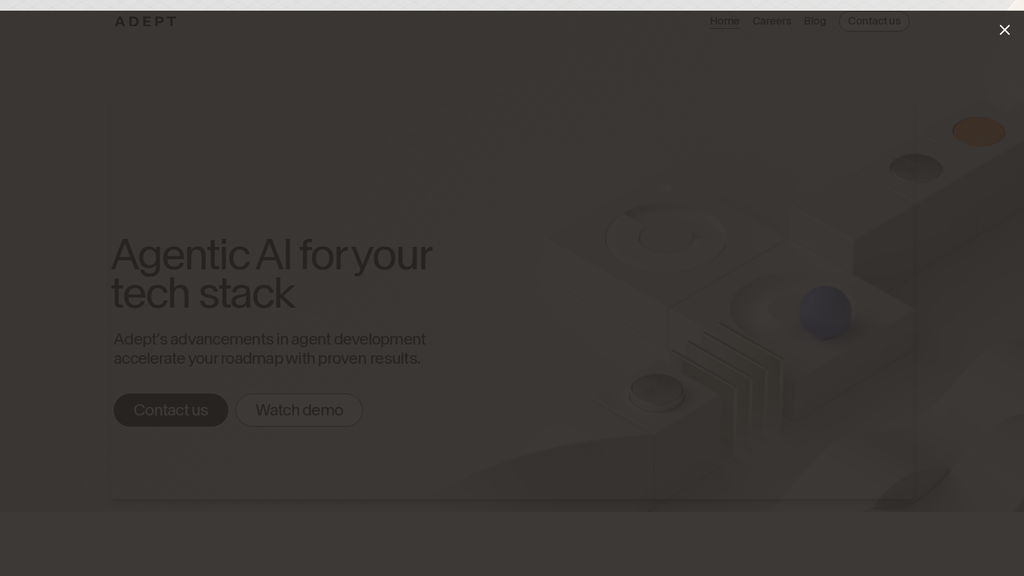 ADEPT
Home Careers Blog Contact us
Agentic AI for your
tech stack
Adept's advancements in agent development
accelerate your roadmap with proven results.
Contact us Watch demo